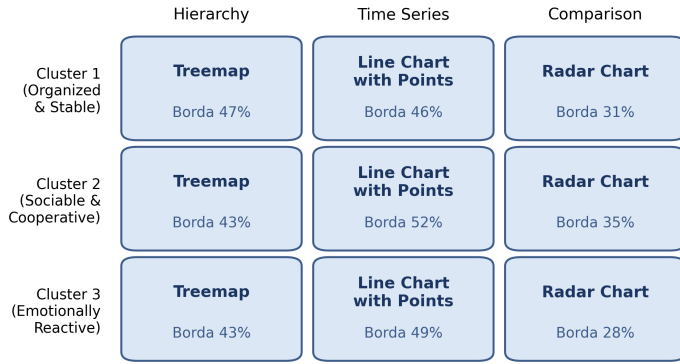 Hierarchy
Time Series
Comparison
Cluster 1
(Organized
& Stable)
Treemap
Borda 47%
Line Chart
with Points
Borda 46%
Radar Chart
Borda 31%
Cluster 2
(Sociable &
Cooperative)
Treemap
Borda 43%
Line Chart
with Points
Borda 52%
Radar Chart
Borda 35%
Cluster 3
(Emotionally
Reactive)
Treemap
Borda 43%
Line Chart
with Points
Borda 49%
Radar Chart
Borda 28%